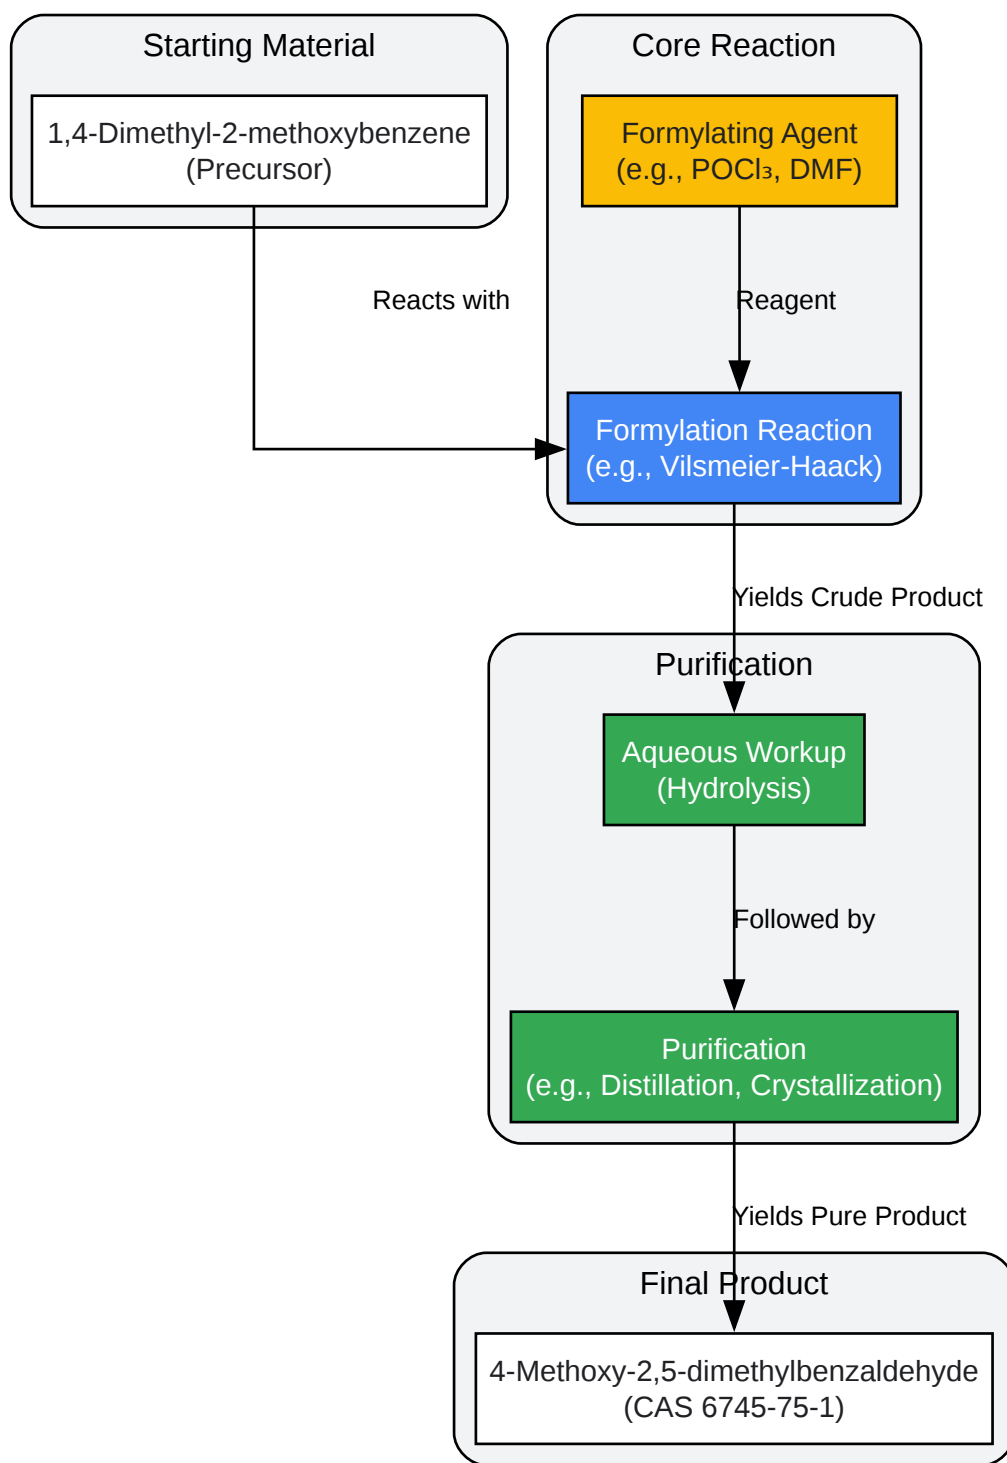 Starting Material
1,4-Dimethyl-2-methoxybenzene
(Precursor)
Core Reaction
Formylating Agent
(e.g., POCl₃, DMF)
Reacts with
Reagent
Formylation Reaction
(e.g., Vilsmeier-Haack)
Yields Crude Product
Purification
Aqueous Workup
(Hydrolysis)
Followed by
Purification
(e.g., Distillation, Crystallization)
Yields Pure Product
Final Product
4-Methoxy-2,5-dimethylbenzaldehyde
(CAS 6745-75-1)